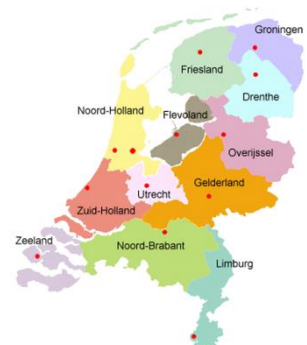 Groningen
Friesland
Drenthe
Noord-Holland
Flevoland
Overijssel
Utrecht
Gelderland
Zuid-Holland
Zeeland
Noord-Brabant
Limburg